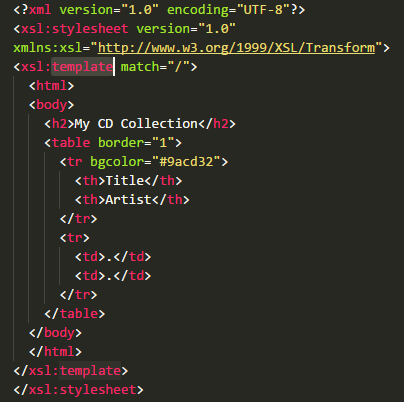 <?xml version="1.0" encoding="UTF-8"?>
<xsl:stylesheet version="1.0"
xmlns:xsl="http://www.w3.org/1999/XSL/Transform">
<xsl:template match="/">
  <html>
  <body>
    <h2>My CD Collection</h2>
    <table border="1">
      <tr bgcolor="#9acd32">
        <th>Title</th>
        <th>Artist</th>
      </tr>
      <tr>
        <td>.</td>
        <td>.</td>
      </tr>
    </table>
  </body>
  </html>
</xsl:template>
</xsl:stylesheet>